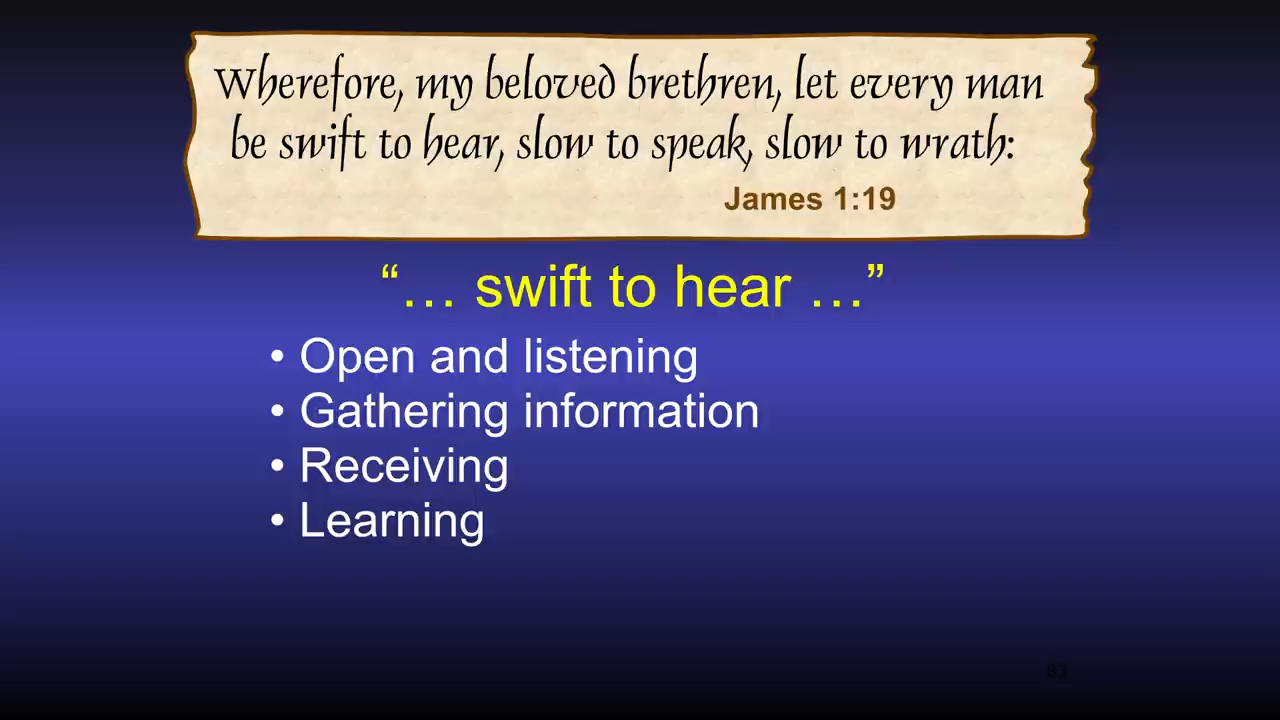 Wherefore, my beloved brethren, let every man
be swift to hear, slow to speak, slow to wrath:
James 1:19
“… swift to hear …”
• Open and listening
• Gathering information
• Receiving
• Learning
83